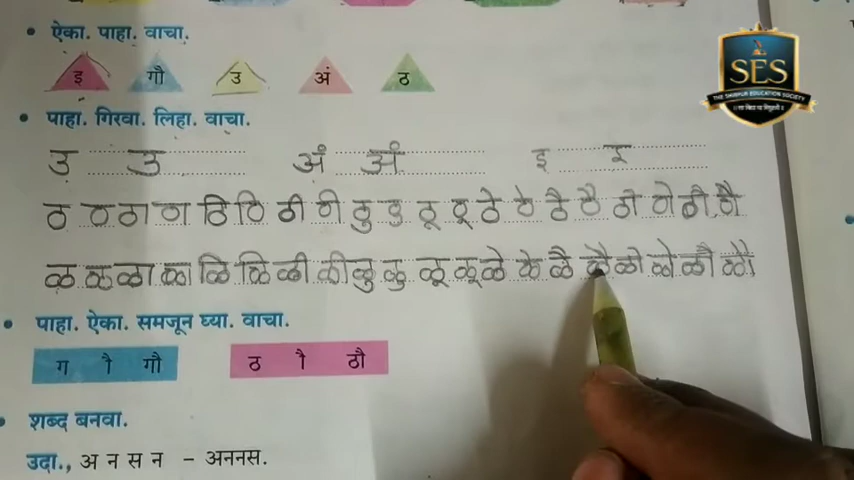 ऐका. पाहा. वाचा.
इ गौ उ अं ठ
पाहा. गिरवा. लिहा. वाचा.
उ उ अं अं इ इ
ठ ठ ठा ठा ठि ठि ठी ठी ठु ठु ठू ठू ठे ठे ठै ठै ठो ठो ठौ ठौ
ळ ळ ळा ळा ळि ळि ळी ळी ळु ळु ळू ळू ळे ळे ळै ळै ळो ळो ळौ ळौ
पाहा. ऐका. समजून घ्या. वाचा.
ग ौ गौ ठ ौ ठौ
शब्द बनवा.
उदा., अ न स न - अननस.
SES
THE SHIRPUR EDUCATION SOCIETY